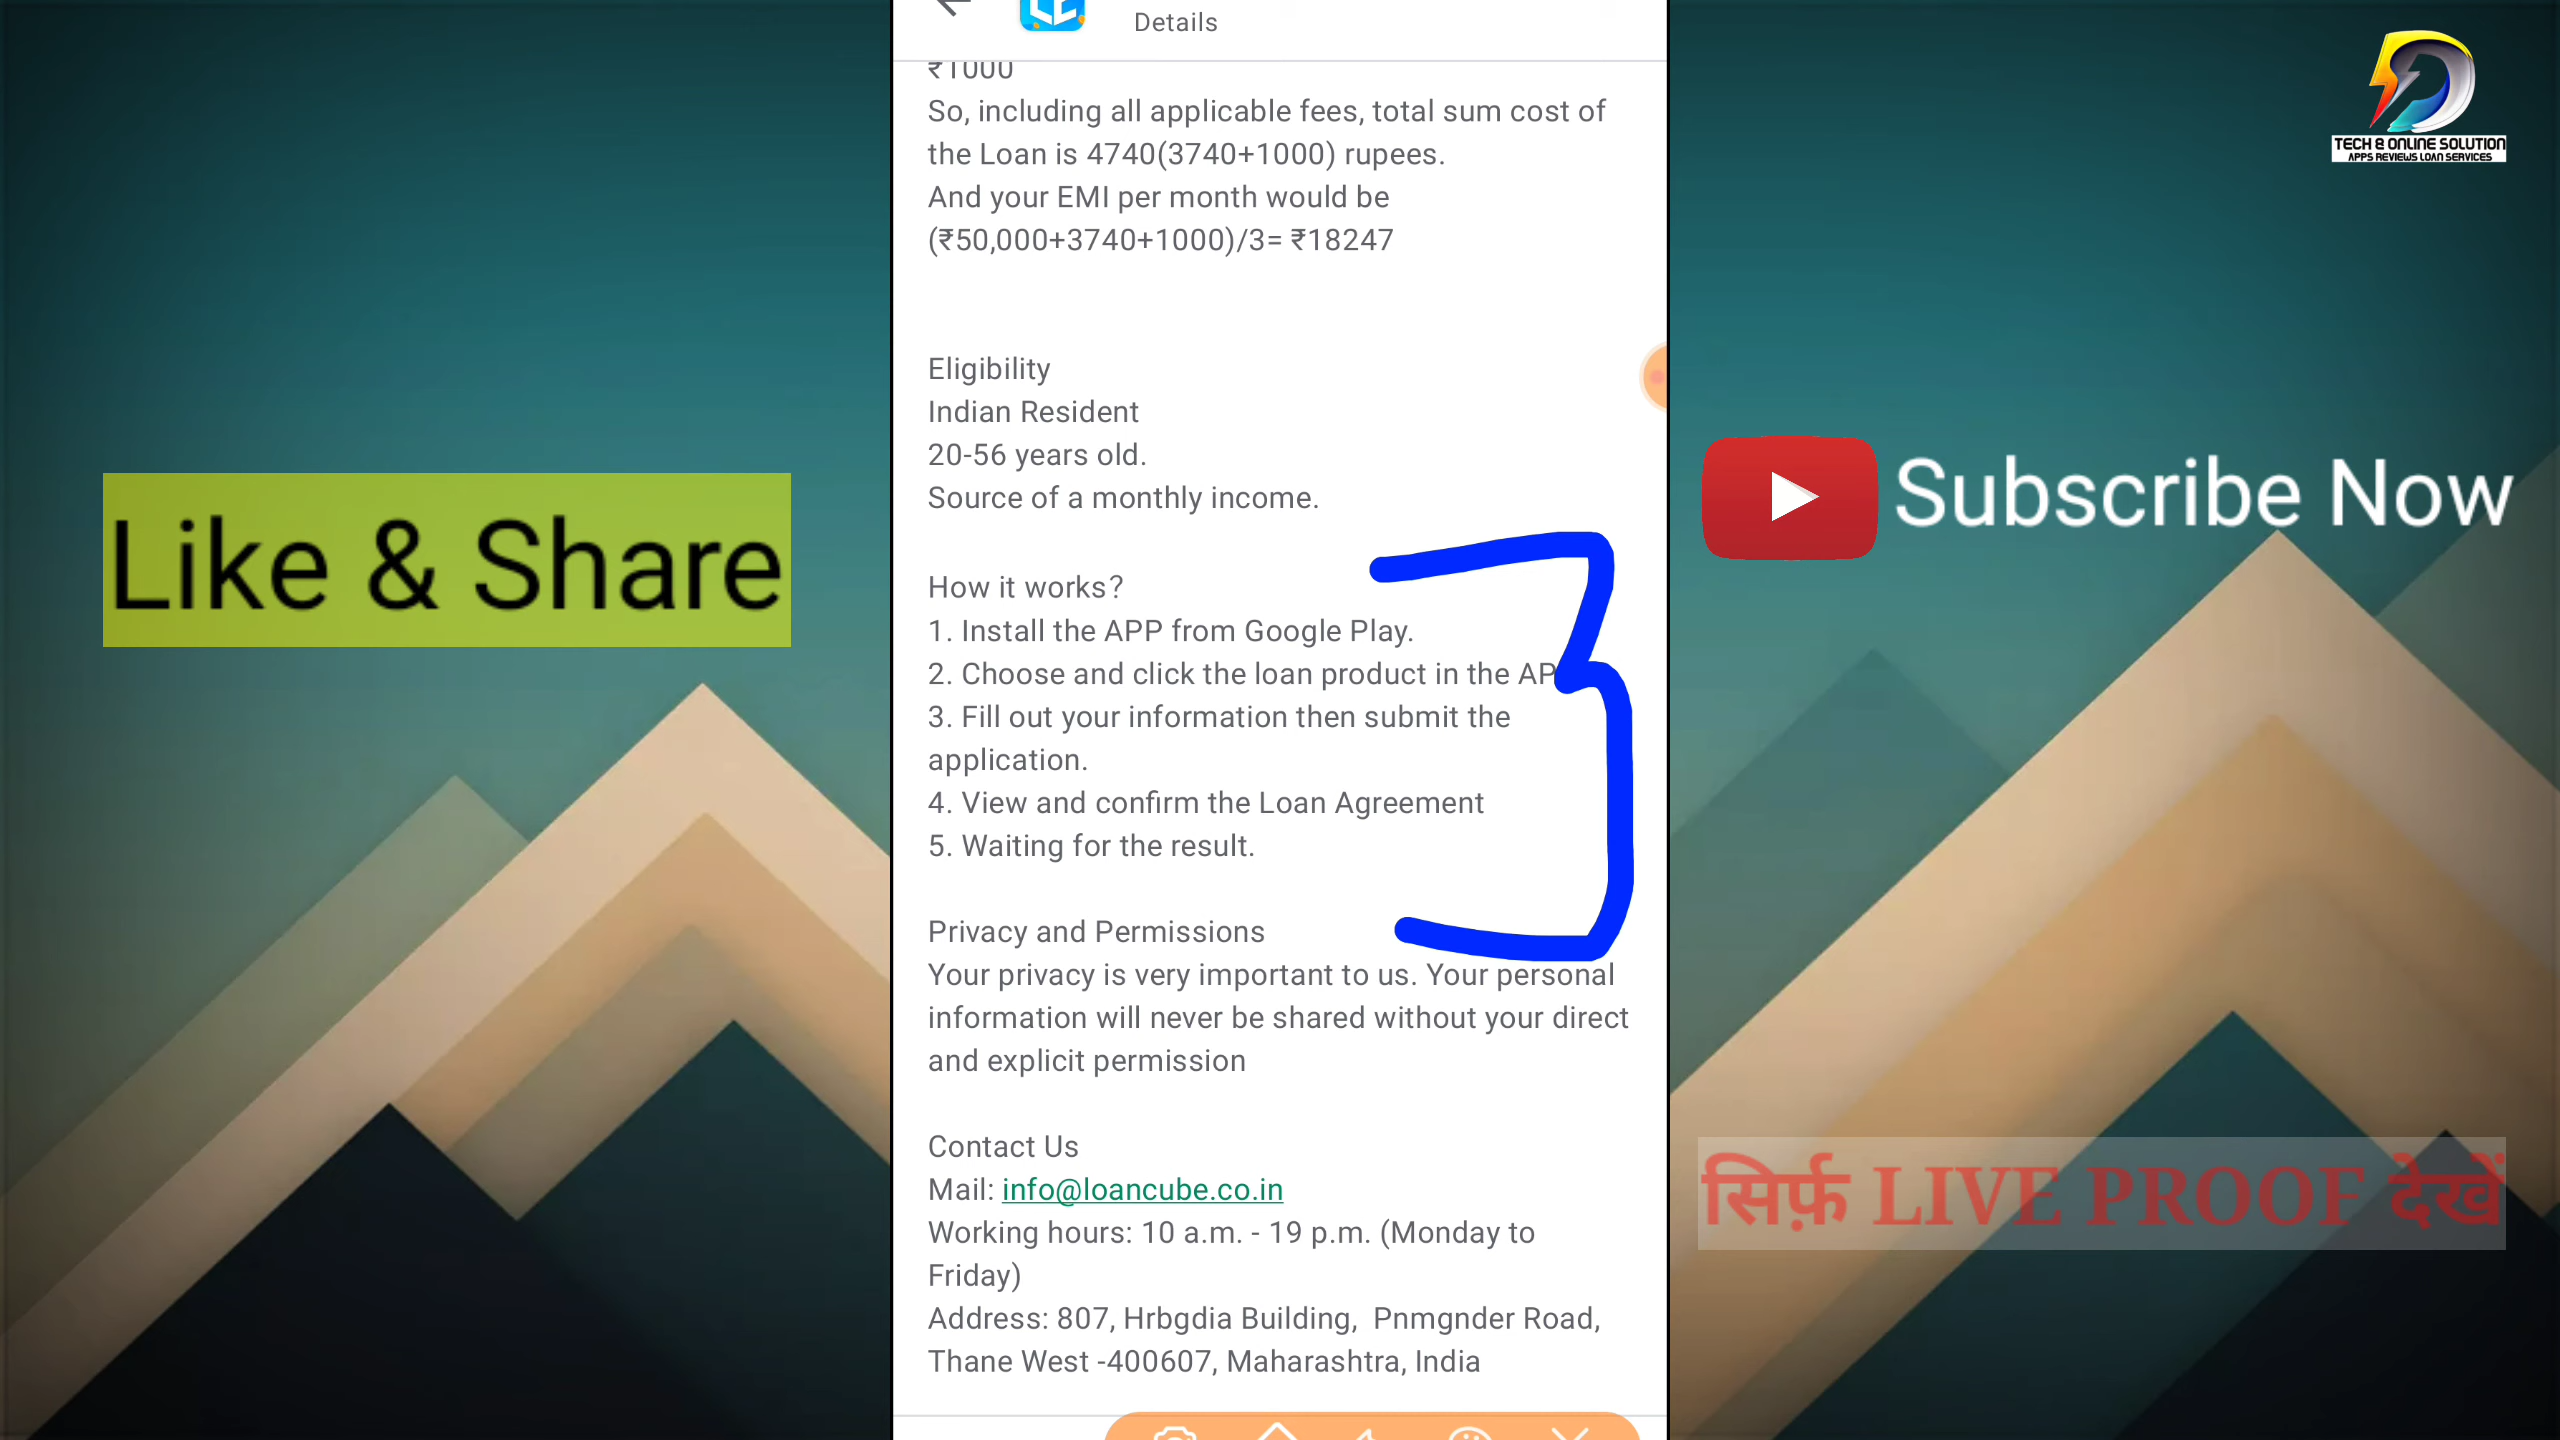 Details
₹1000
So, including all applicable fees, total sum cost of
the Loan is 4740(3740+1000) rupees.
And your EMI per month would be
(₹50,000+3740+1000)/3= ₹18247
Eligibility
Indian Resident
20-56 years old.
Source of a monthly income.
How it works?
1. Install the APP from Google Play.
2. Choose and click the loan product in the AP
3. Fill out your information then submit the
application.
4. View and confirm the Loan Agreement
5. Waiting for the result.
Privacy and Permissions
Your privacy is very important to us. Your personal
information will never be shared without your direct
and explicit permission
Contact Us
Mail: info@loancube.co.in
Working hours: 10 a.m. - 19 p.m. (Monday to
Friday)
Address: 807, Hrbgdia Building,  Pnmgnder Road,
Thane West -400607, Maharashtra, India
Like & Share
TECH & ONLINE SOLUTION
APPS REVIEWS LOAN SERVICES
Subscribe Now
सिर्फ़ LIVE PROOF देखें